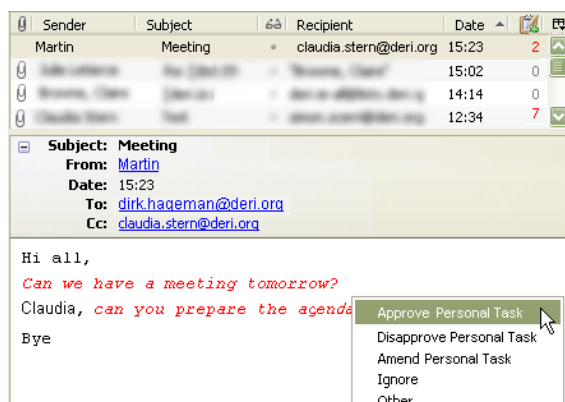 Sender Subject Recipient Date
Martin Meeting claudia.stern@deri.org 15:23 2
15:02 0
14:14 0
12:34 7
Subject: Meeting
From: Martin
Date: 15:23
To: dirk.hageman@deri.org
Cc: claudia.stern@deri.org
Hi all,
Can we have a meeting tomorrow?
Claudia, can you prepare the agenda
Bye
Approve Personal Task
Disapprove Personal Task
Amend Personal Task
Ignore
Other